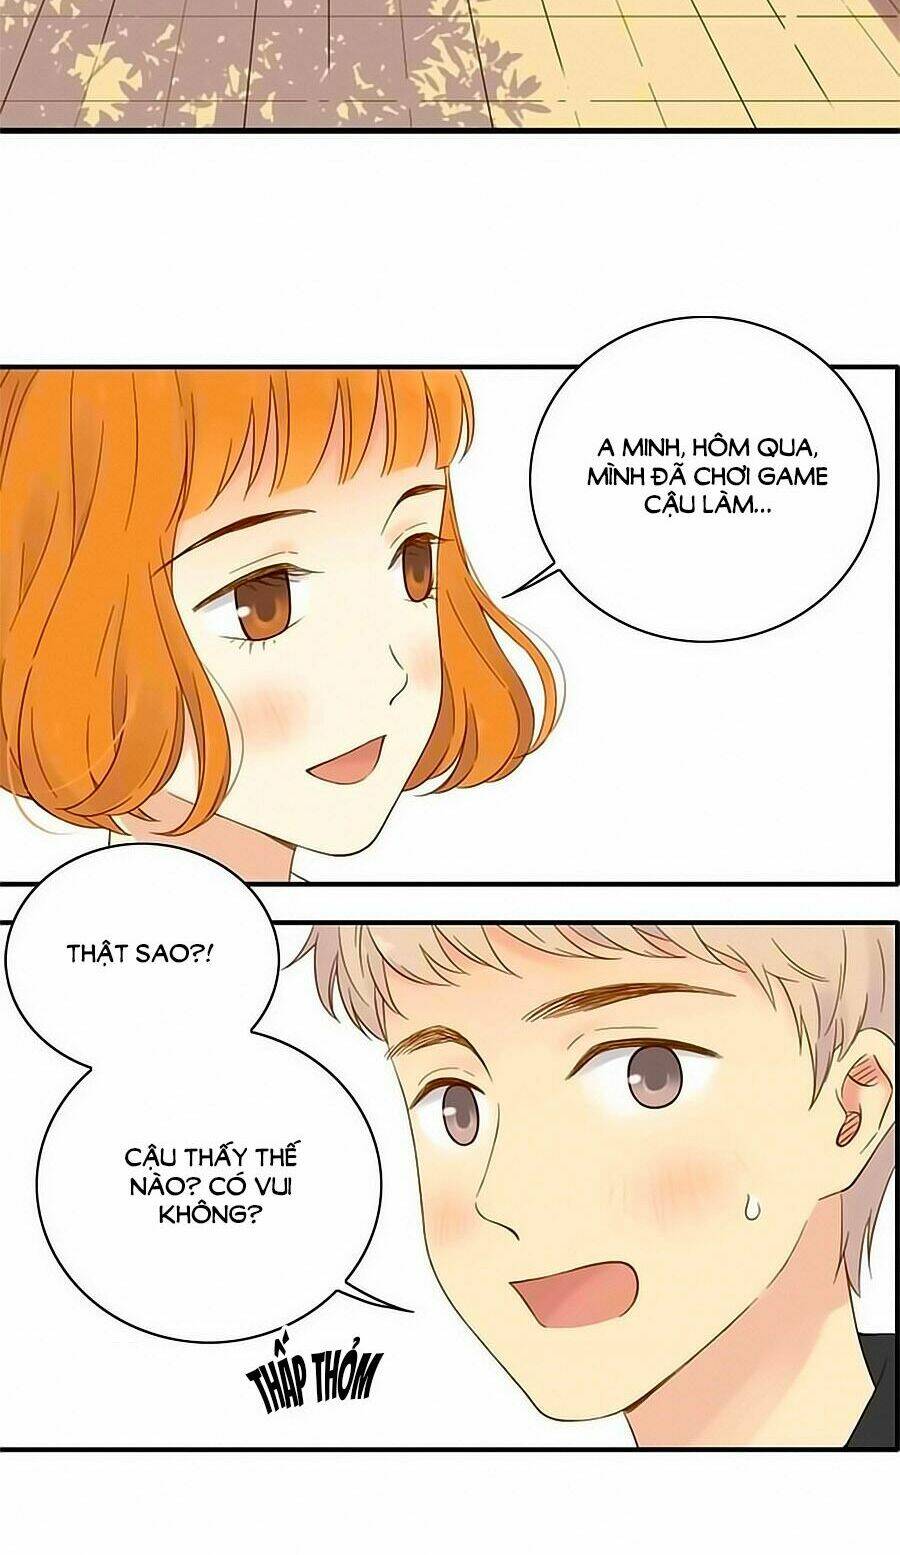 A MINH, HÔM QUA,
MÌNH ĐÃ CHƠI GAME
CẬU LÀM...
THẬT SAO?!
CẬU THẤY THẾ
NÀO? CÓ VUI
KHÔNG?
THẤP THỎM